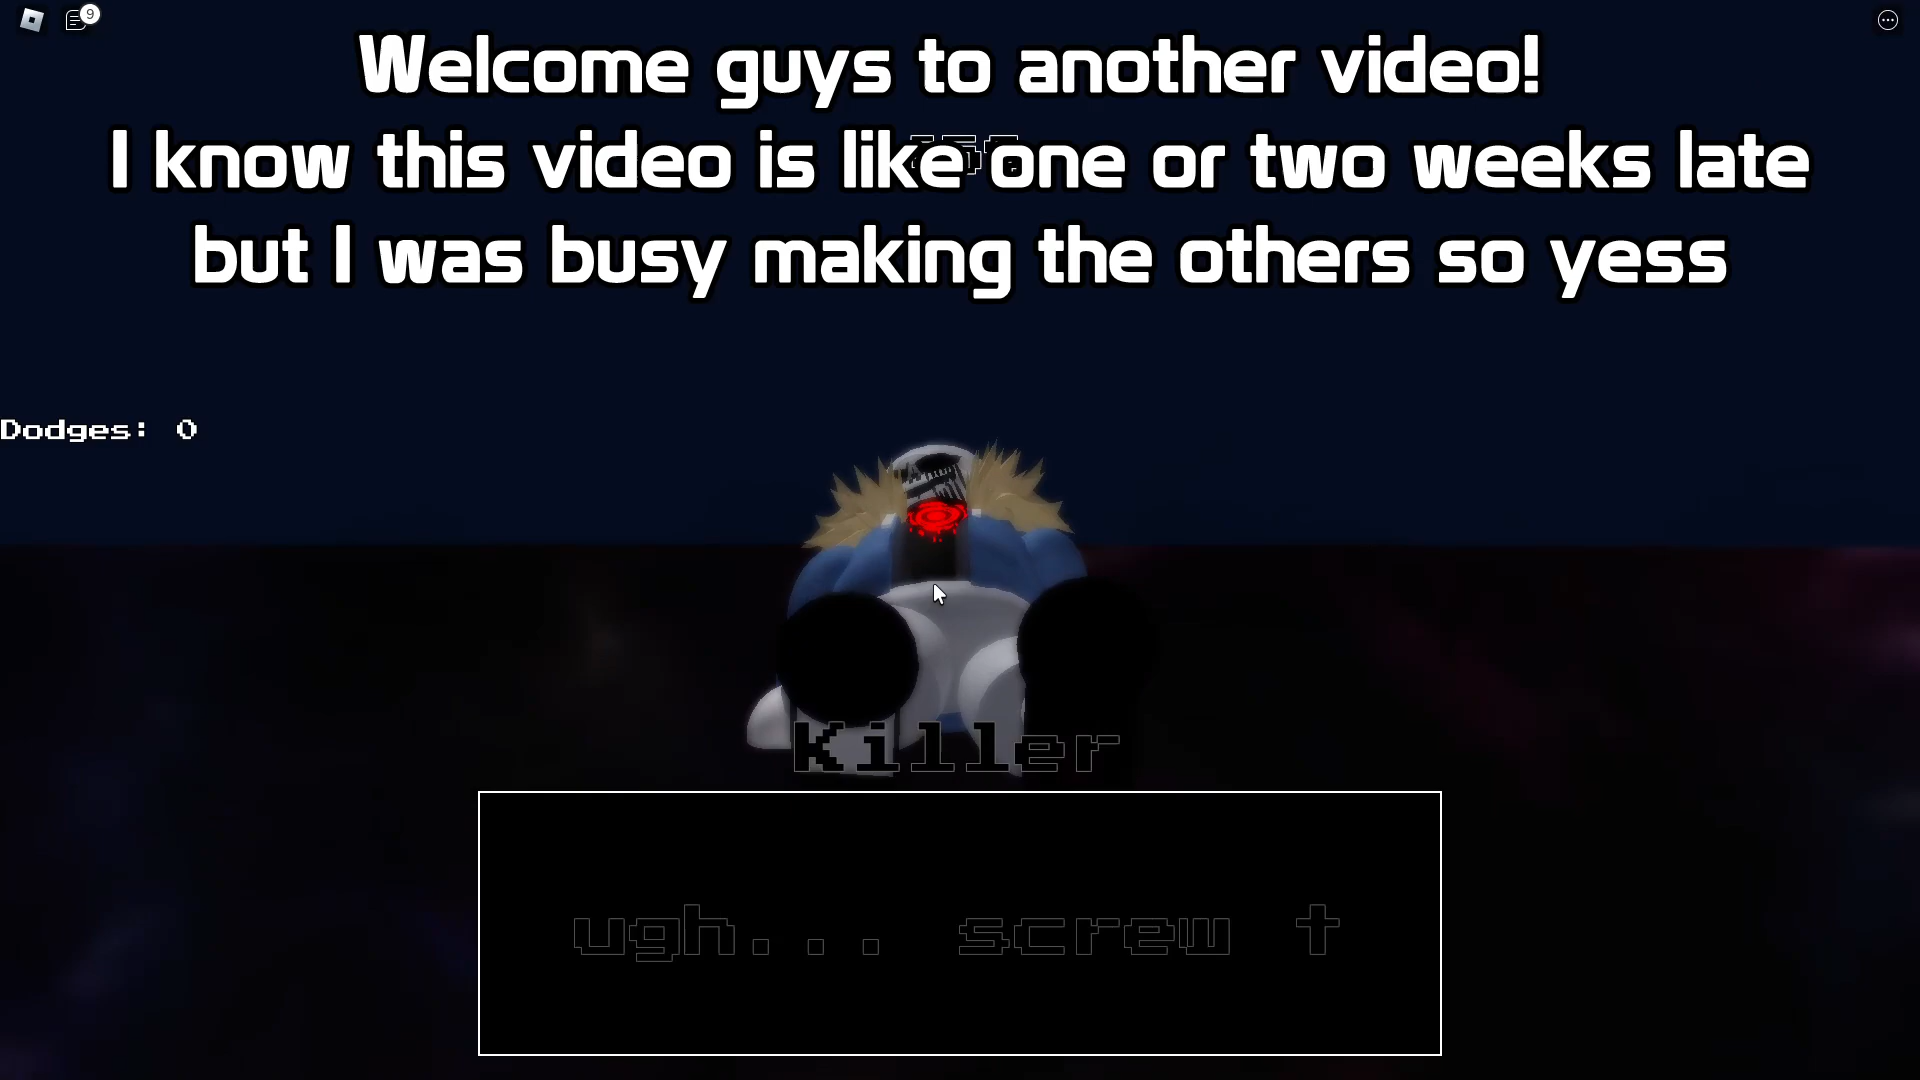 9
Welcome guys to another video!
I know this video is like one or two weeks late
but I was busy making the others so yess
Dodges: 0
Killer
ugh... screw t